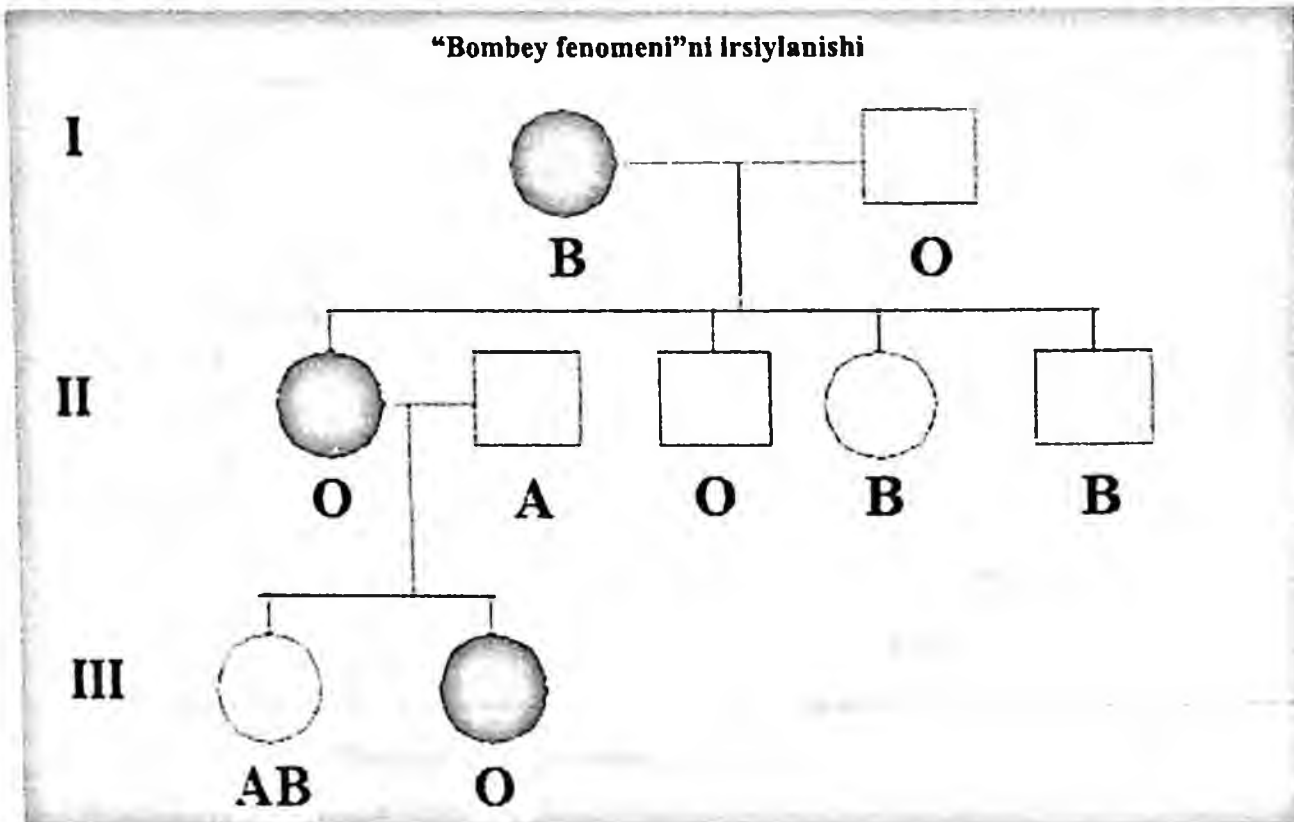 “Bombey fenomeni”ni irsiylanishi
I
B O
II
O A O B B
III
AB O